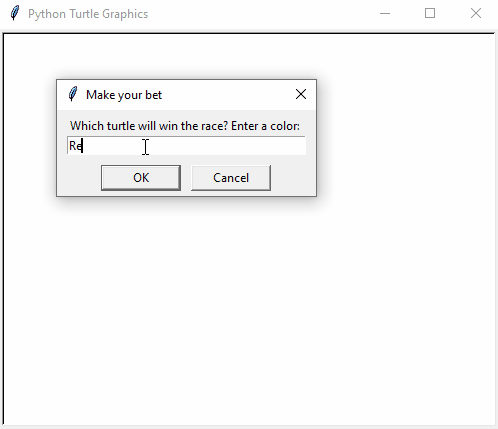 Python Turtle Graphics
Make your bet
Which turtle will win the race? Enter a color:
Re
OK Cancel